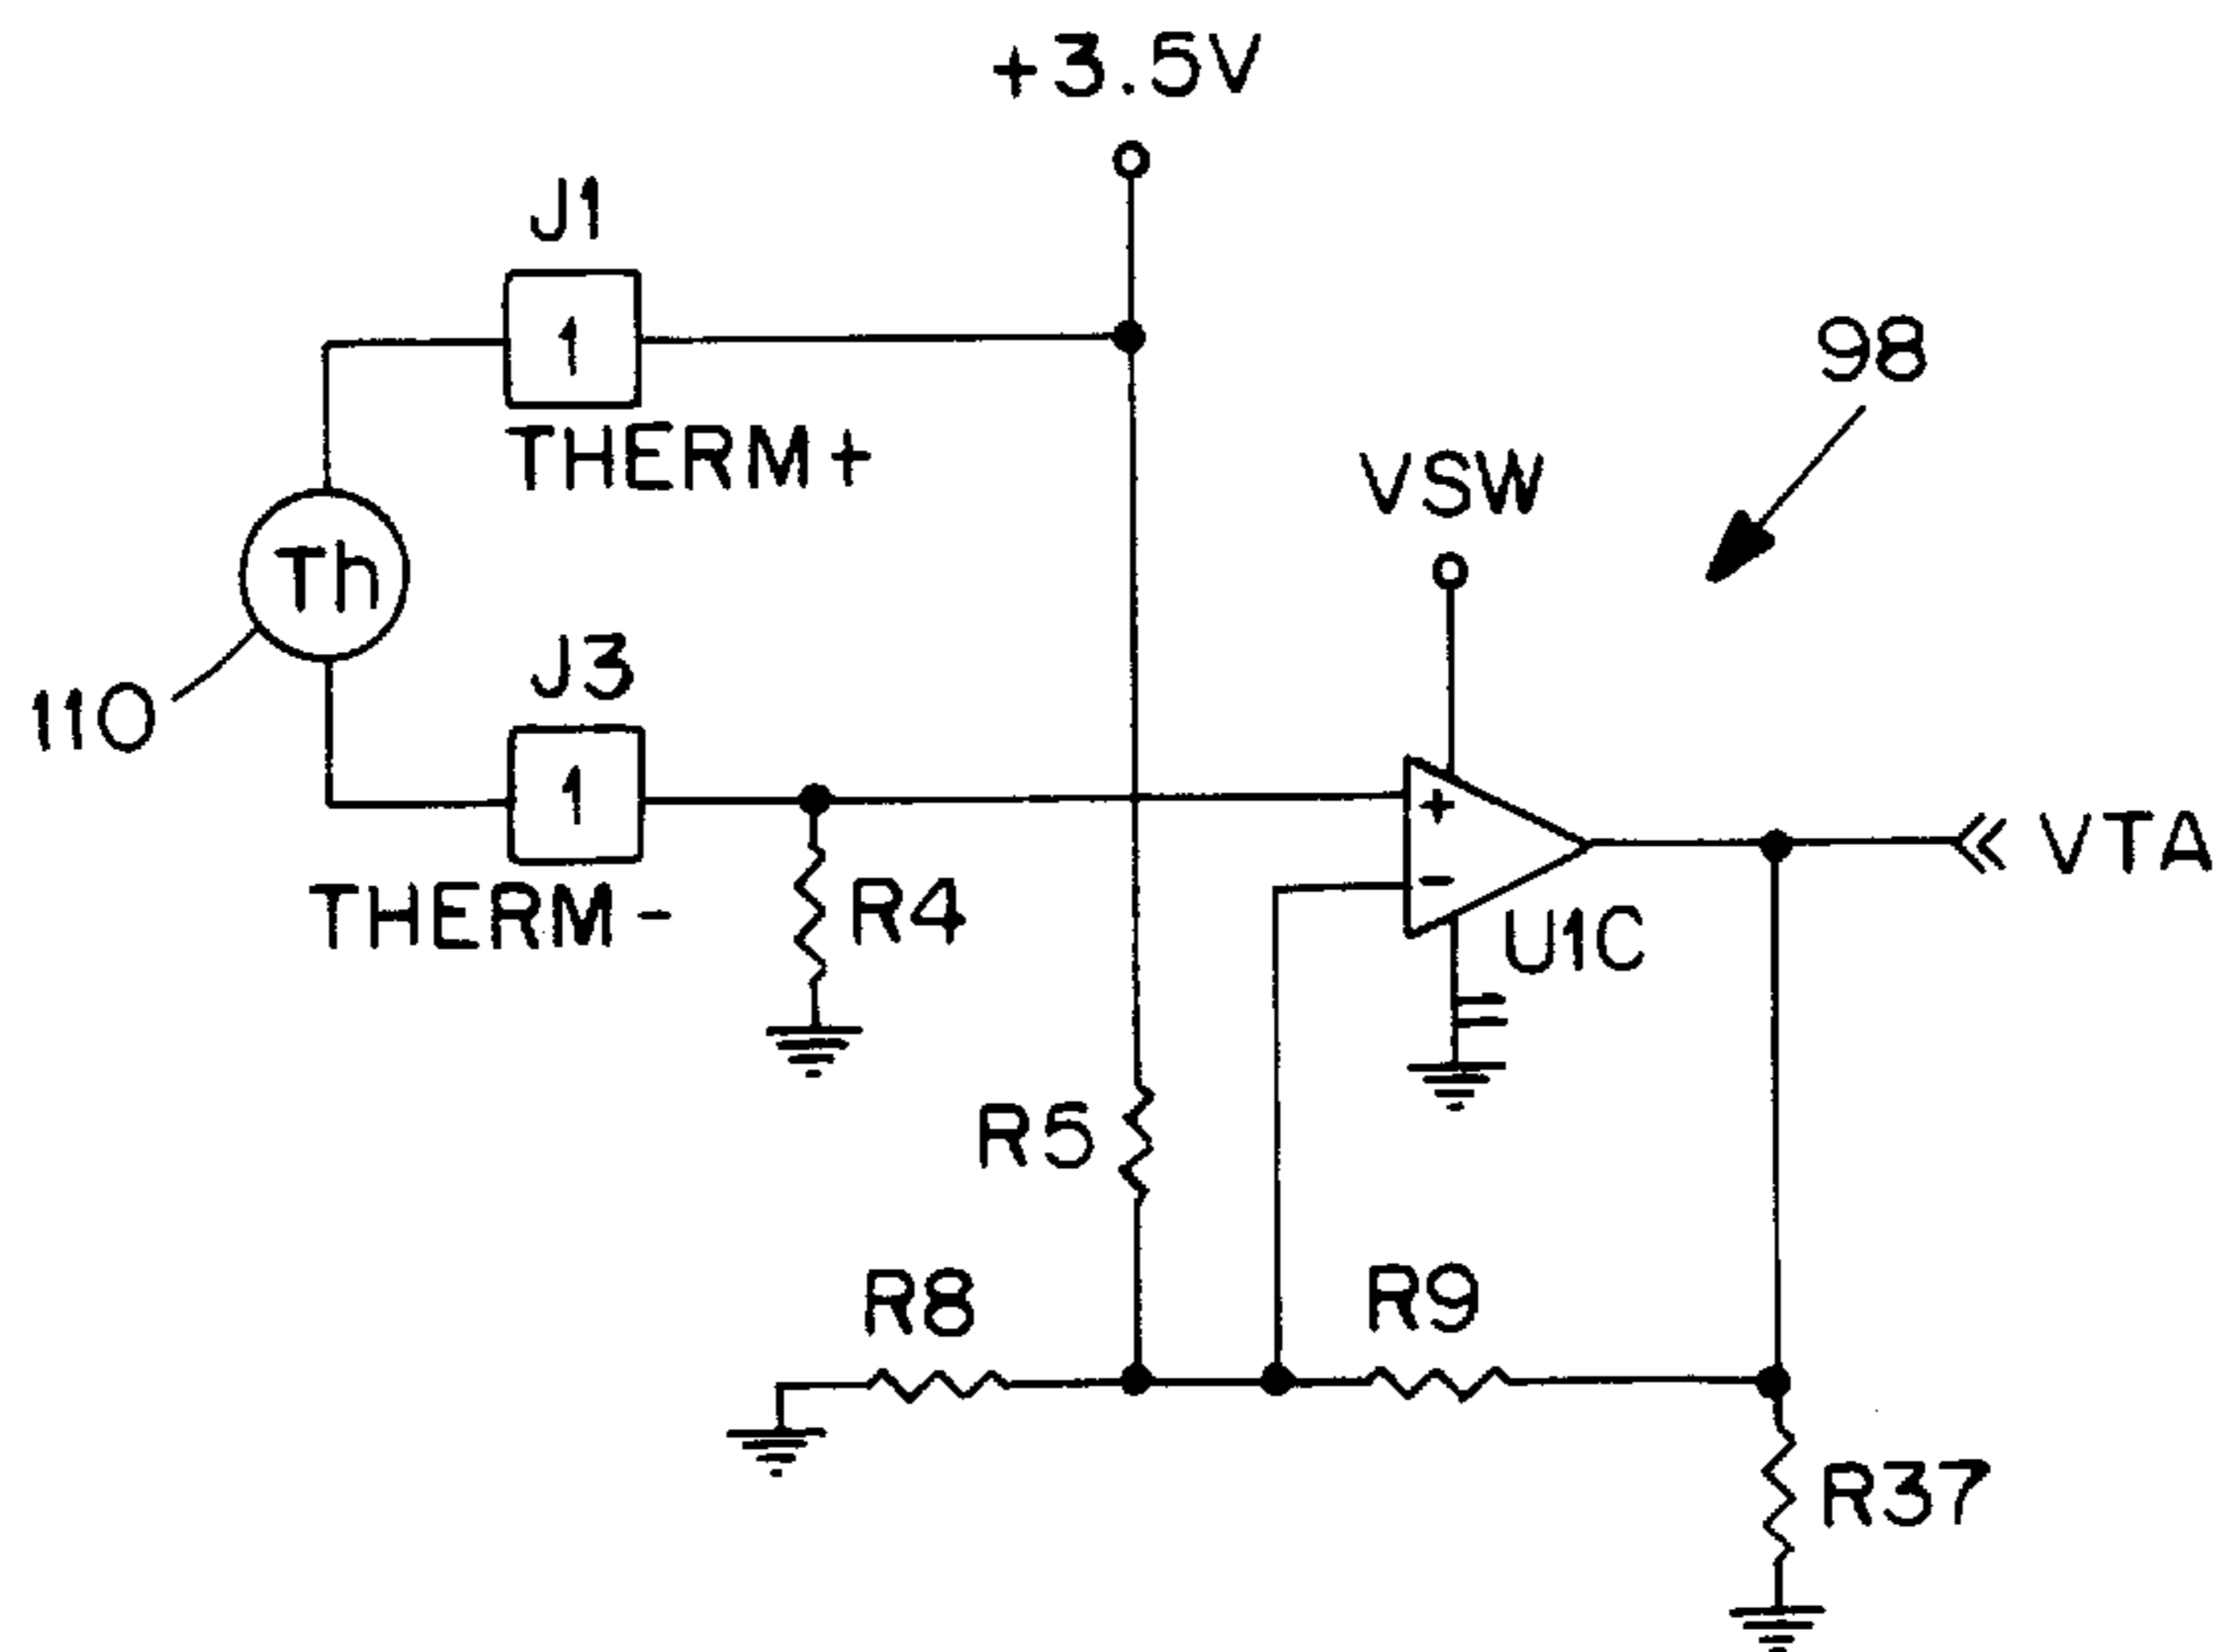 +3.5V
J1
1
THERM+
98
VSW
Th
J3
110
1
+
VTA
THERM-
R4
-
U1C
R5
R8
R9
R37